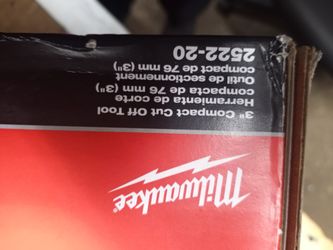 Milwaukee
3" Compact Cut Off Tool
Herramienta de corte
compacta de 76 mm (3")
Outil de sectionnement
compact de 76 mm (3")
2522-20